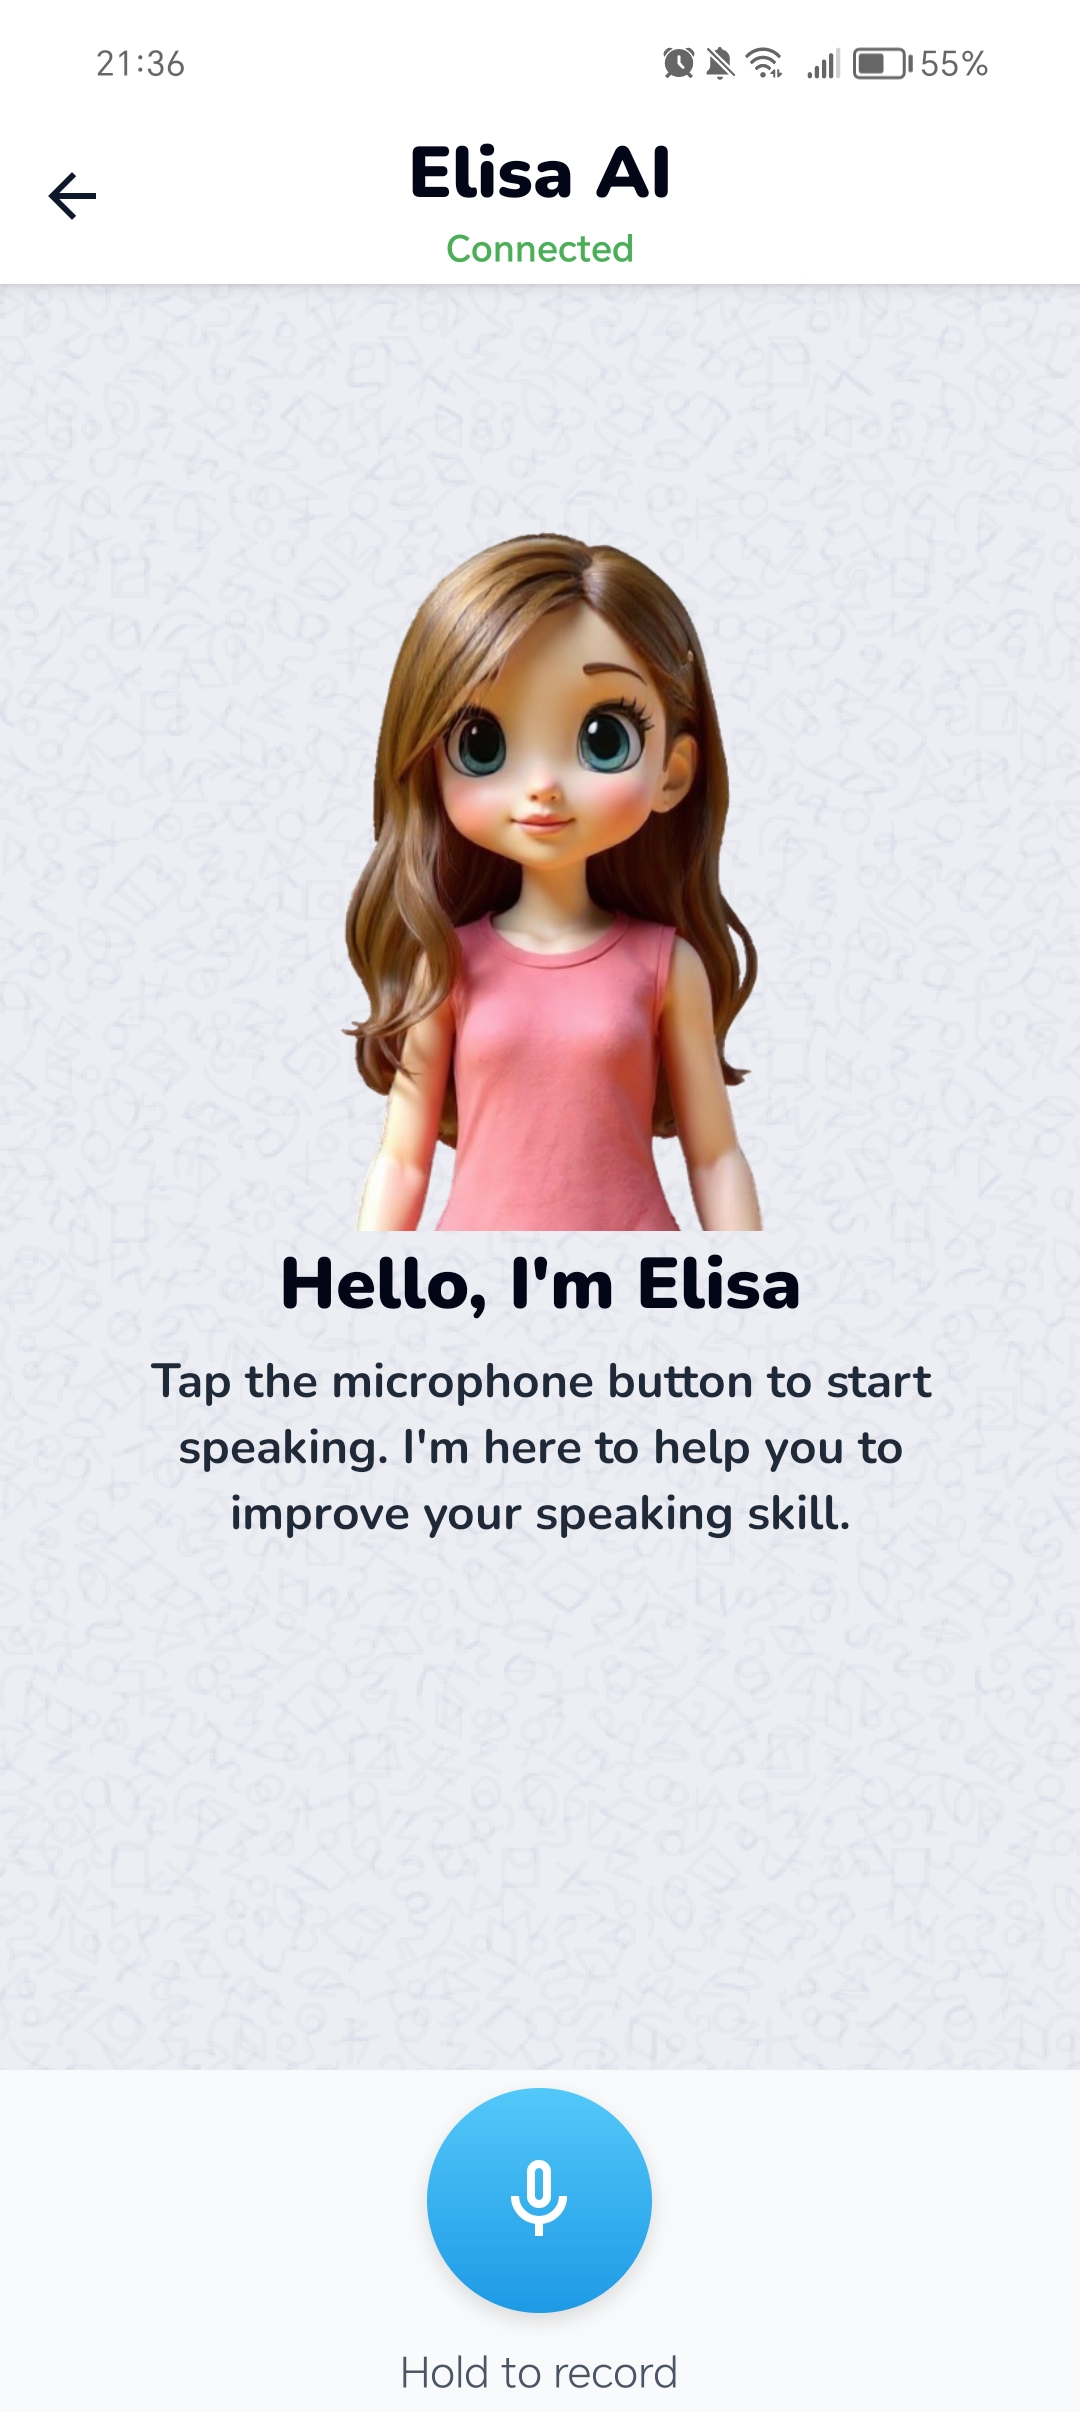 21:36
55%
Elisa AI
Connected
Hello, I'm Elisa
Tap the microphone button to start
speaking. I'm here to help you to
improve your speaking skill.
Hold to record